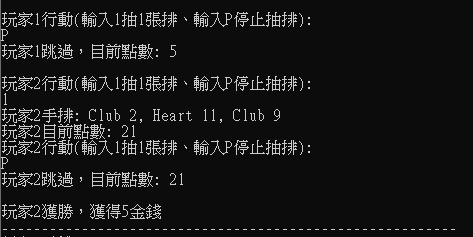 玩家1行動(輸入1抽1張排、輸入P停止抽排):
P
玩家1跳過，目前點數: 5
玩家2行動(輸入1抽1張排、輸入P停止抽排):
1
玩家2手排: Club 2, Heart 11, Club 9
玩家2目前點數: 21
玩家2行動(輸入1抽1張排、輸入P停止抽排):
P
玩家2跳過，目前點數: 21
玩家2獲勝，獲得5金錢
------------------------------------------------------------